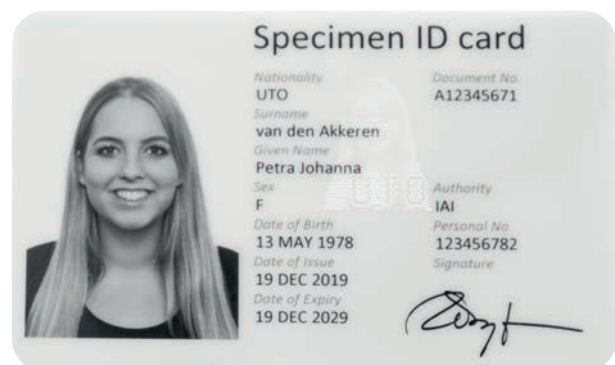 Specimen ID card
Nationality Document No.
UTO A12345671
Surname
van den Akkeren
Given Name
Petra Johanna
Sex Authority
F IAI
Date of Birth Personal No.
13 MAY 1978 123456782
Date of Issue Signature
19 DEC 2019
Date of Expiry
19 DEC 2029